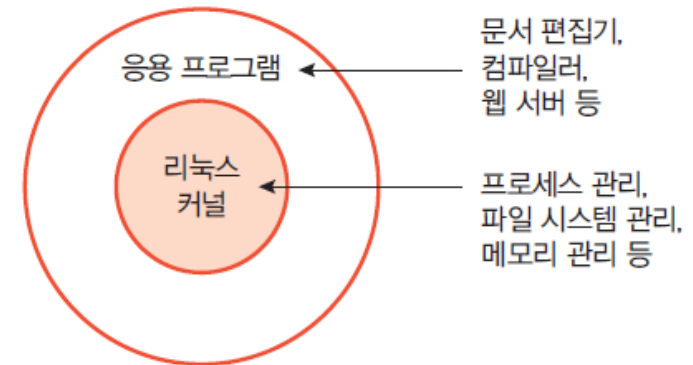 응용 프로그램
문서 편집기,
컴파일러,
웹 서버 등
리눅스
커널
프로세스 관리,
파일 시스템 관리,
메모리 관리 등